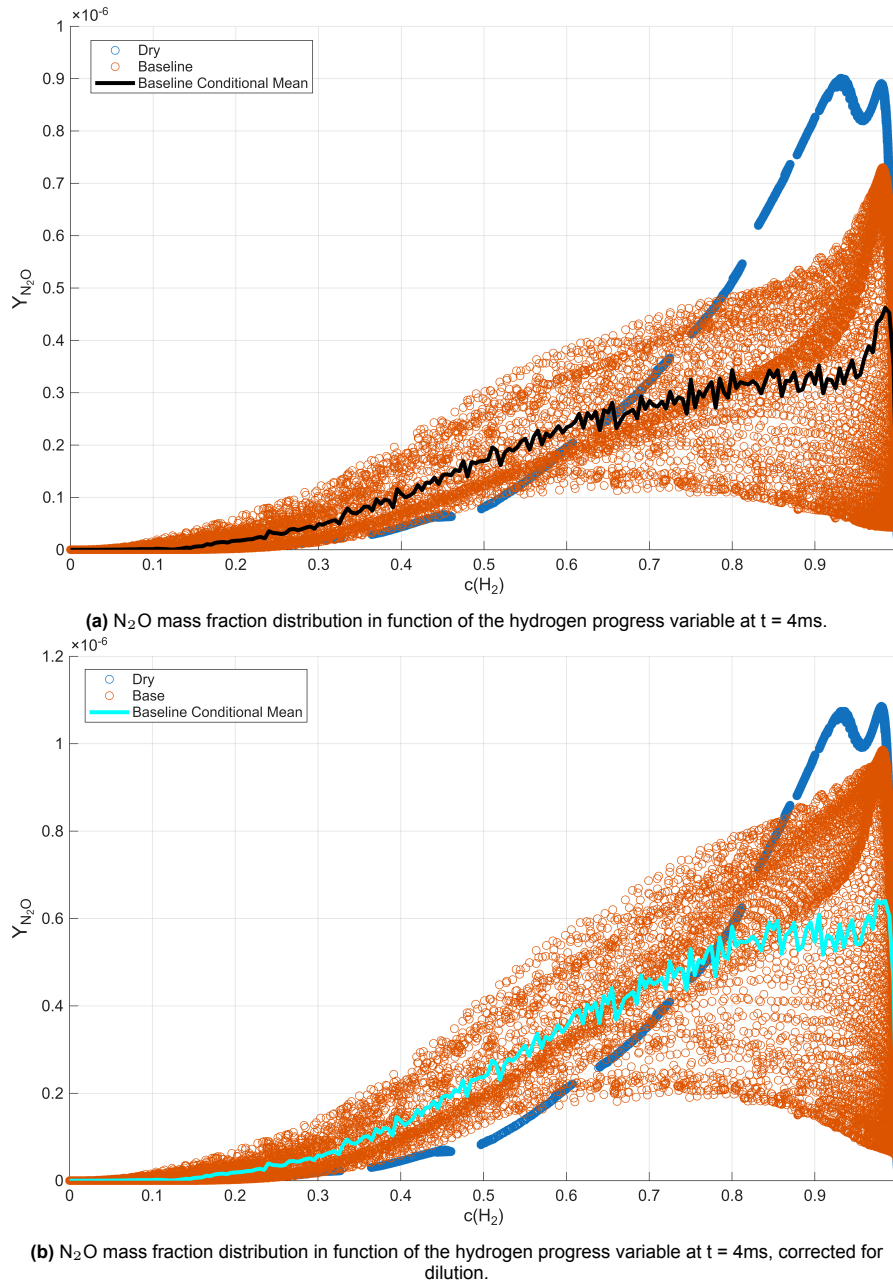 ×10⁻⁶
1
Dry
Baseline
Baseline Conditional Mean
0.9
0.8
0.7
0.6
0.5
Y_N₂O
0.4
0.3
0.2
0.1
0
0 0.1 0.2 0.3 0.4 0.5 0.6 0.7 0.8 0.9
c(H₂)
(a) N₂O mass fraction distribution in function of the hydrogen progress variable at t = 4ms.
×10⁻⁶
1.2
Dry
Base
Baseline Conditional Mean
1
0.8
0.6
Y_N₂O
0.4
0.2
0
0 0.1 0.2 0.3 0.4 0.5 0.6 0.7 0.8 0.9
c(H₂)
(b) N₂O mass fraction distribution in function of the hydrogen progress variable at t = 4ms, corrected for
dilution.